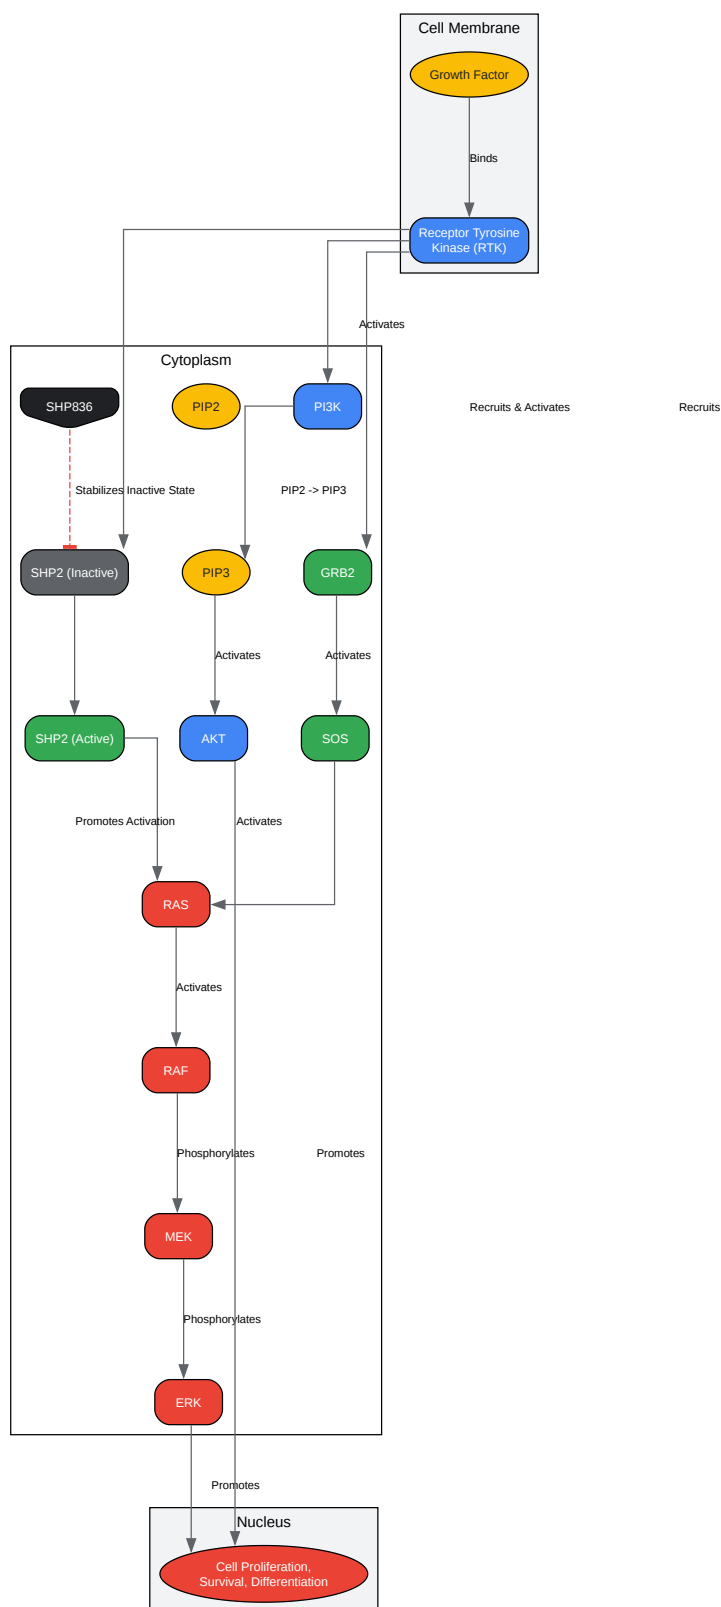 Cell Membrane
Growth Factor
Binds
Receptor Tyrosine
Kinase (RTK)
Activates
Cytoplasm
SHP836
PIP2
PI3K
Recruits & Activates
Recruits
Stabilizes Inactive State
PIP2 -> PIP3
SHP2 (Inactive)
PIP3
GRB2
Activates
Activates
SHP2 (Active)
AKT
SOS
Promotes Activation
Activates
RAS
Activates
RAF
Phosphorylates
Promotes
MEK
Phosphorylates
ERK
Promotes
Nucleus
Cell Proliferation,
Survival, Differentiation